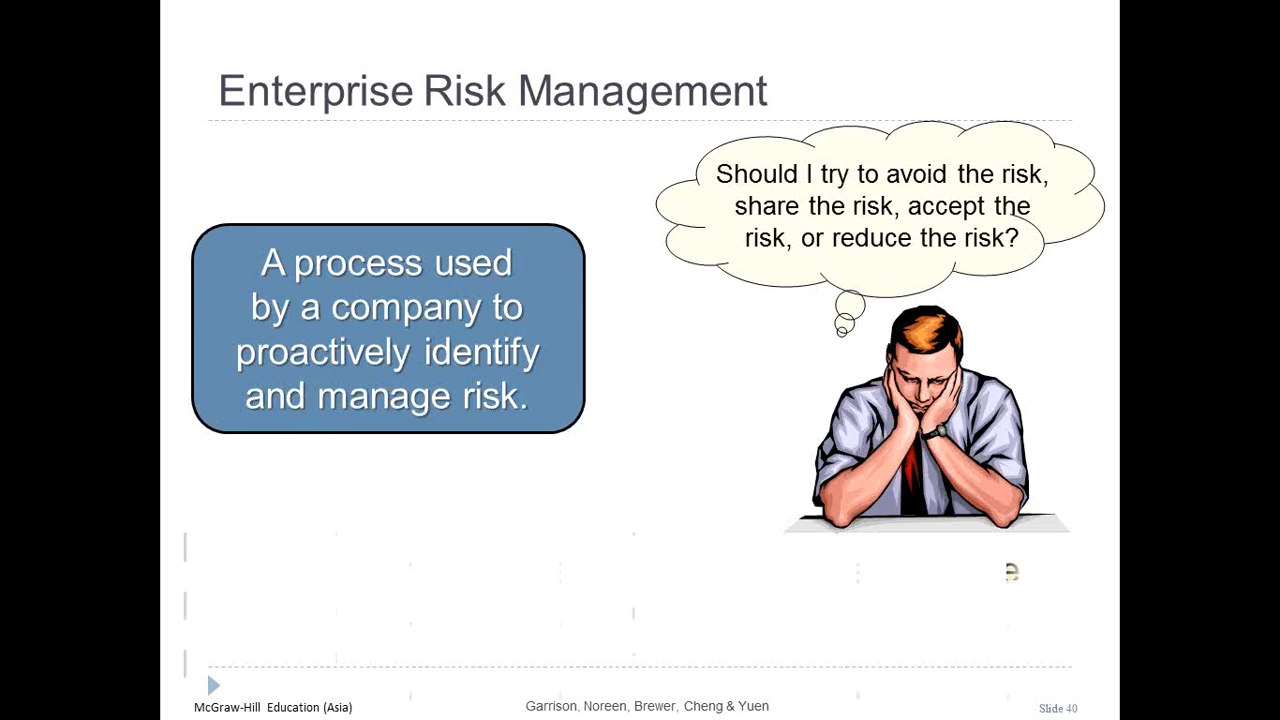 Enterprise Risk Management
Should I try to avoid the risk,
share the risk, accept the
risk, or reduce the risk?
A process used
by a company to
proactively identify
and manage risk.
McGraw-Hill Education (Asia)
Garrison, Noreen, Brewer, Cheng & Yuen
Slide 40